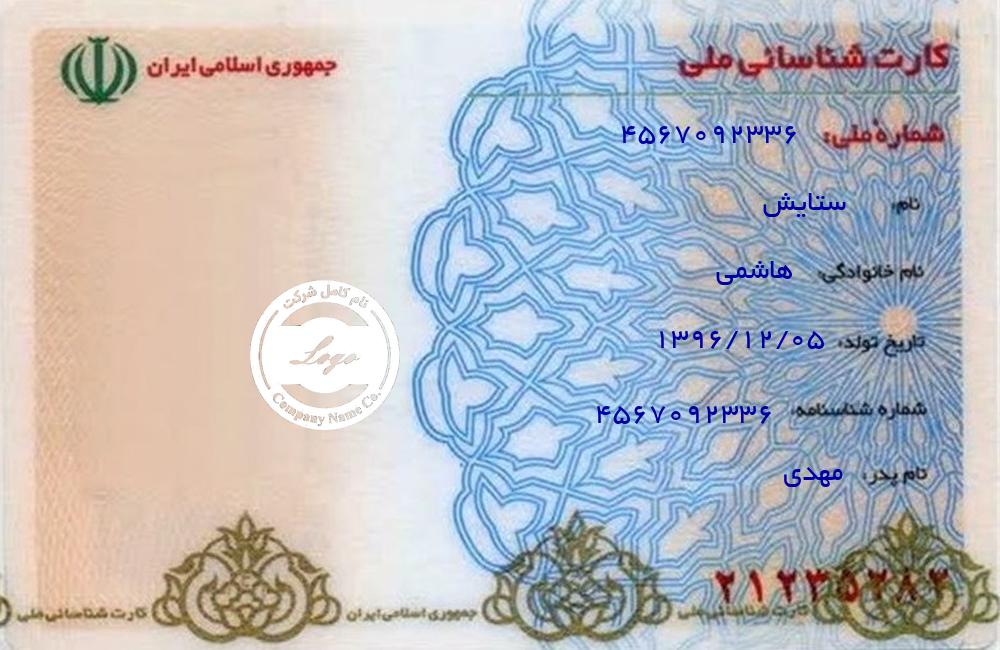 کارت شناسائی ملی
جمهوری اسلامی ایران
شمارهٔ ملی: ۴۵۶۷۰۹۲۳۳۶
نام: ستایش
نام خانوادگی: هاشمی
تاریخ تولد: ۱۳۹۶/۱۲/۰۵
شماره شناسنامه: ۴۵۶۷۰۹۲۳۳۶
نام پدر: مهدی
نام کامل شرکت
Logo
Company Name Co.
۲۱۲۳۵۲۸۳
کارت شناسائی ملی جمهوری اسلامی ایران کارت شناسائی ملی